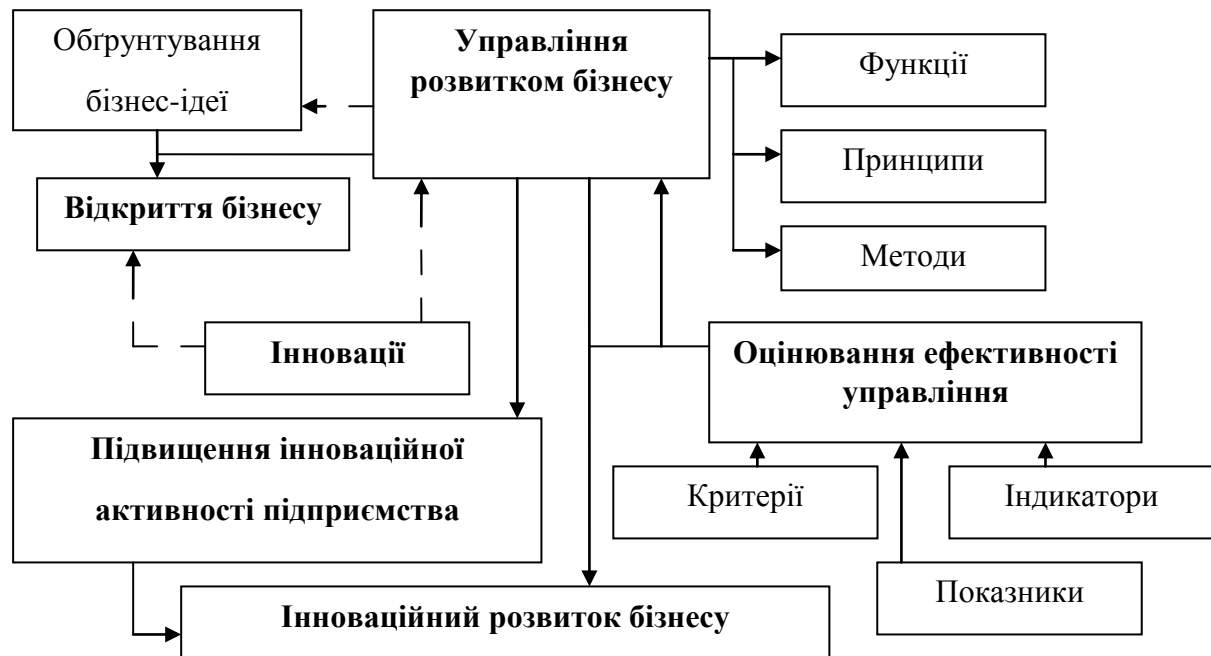 Обґрунтування
бізнес-ідеї
Управління
розвитком бізнесу
Функції
Принципи
Відкриття бізнесу
Методи
Інновації
Оцінювання ефективності
управління
Підвищення інноваційної
активності підприємства
Критерії
Індикатори
Показники
Інноваційний розвиток бізнесу